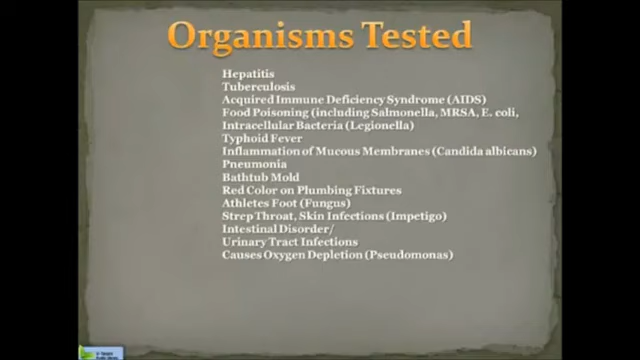 Organisms Tested
Hepatitis
Tuberculosis
Acquired Immune Deficiency Syndrome (AIDS)
Food Poisoning (including Salmonella, MRSA, E. coli,
Intracellular Bacteria (Legionella)
Typhoid Fever
Inflammation of Mucous Membranes (Candida albicans)
Pneumonia
Bathtub Mold
Red Color on Plumbing Fixtures
Athletes Foot (Fungus)
Strep Throat, Skin Infections (Impetigo)
Intestinal Disorder/
Urinary Tract Infections
Causes Oxygen Depletion (Pseudomonas)